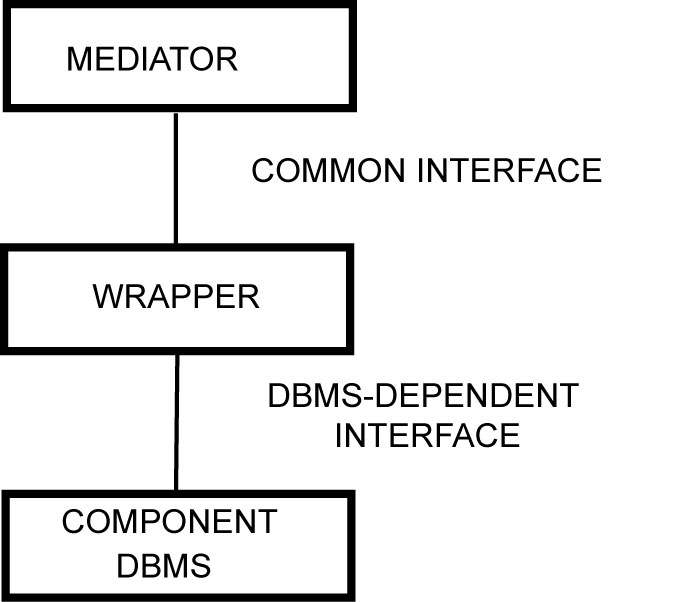 MEDIATOR
COMMON INTERFACE
WRAPPER
DBMS-DEPENDENT
INTERFACE
COMPONENT
DBMS